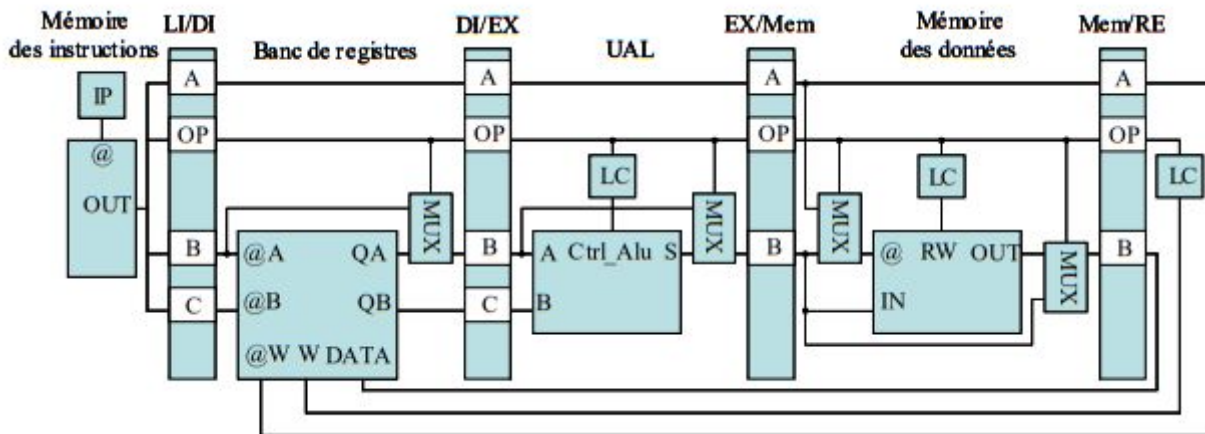 Mémoire des instructions
LI/DI
Banc de registres
DI/EX
UAL
EX/Mem
Mémoire des données
Mem/RE
IP
@
OUT
A
OP
B
C
@A
QA
@B
QB
@W W DATA
MUX
A
OP
B
C
LC
A Ctrl_Alu S
B
MUX
A
OP
B
MUX
LC
@ RW OUT
IN
MUX
A
OP
B
LC